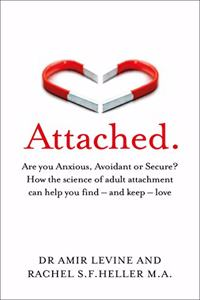 Attached.
Are you Anxious, Avoidant or Secure?
How the science of adult attachment
can help you find – and keep – love
DR AMIR LEVINE AND
RACHEL S.F. HELLER M.A.